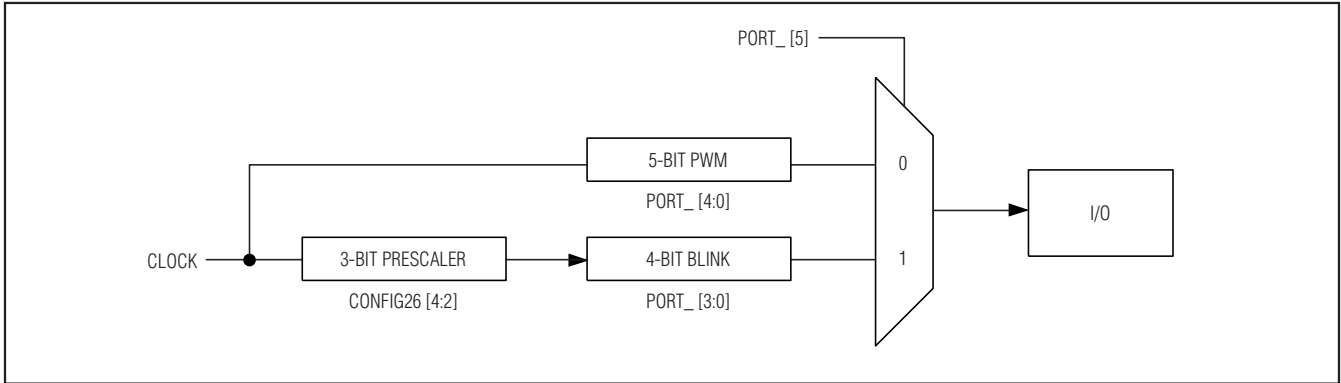 PORT_ [5]
5-BIT PWM
0
PORT_ [4:0]
I/O
CLOCK
3-BIT PRESCALER
4-BIT BLINK
1
CONFIG26 [4:2]
PORT_ [3:0]